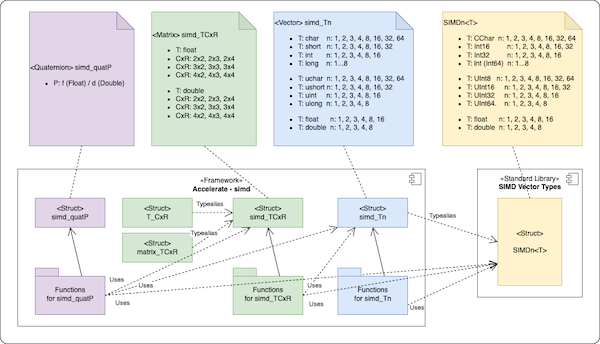 <Quaternion> simd_quatP
P: f (Float) / d (Double)
<Matrix> simd_TCxR
T: float
CxR: 2x2, 2x3, 2x4
CxR: 3x2, 3x3, 3x4
CxR: 4x2, 4x3, 4x4
T: double
CxR: 2x2, 2x3, 2x4
CxR: 3x2, 3x3, 3x4
CxR: 4x2, 4x3, 4x4
<Vector> simd_Tn
T: char n: 1, 2, 3, 4, 8, 16, 32, 64
T: short n: 1, 2, 3, 4, 8, 16, 32
T: int n: 1, 2, 3, 4, 8, 16
T: long n: 1...8
T: uchar n: 1, 2, 3, 4, 8, 16, 32, 64
T: ushort n: 1, 2, 3, 4, 8, 16, 32
T: uint n: 1, 2, 3, 4, 8, 16
T: ulong n: 1, 2, 3, 4, 8
T: float n: 1, 2, 3, 4, 8, 16
T: double n: 1, 2, 3, 4, 8
SIMDn<T>
T: CChar n: 1, 2, 3, 4, 8, 16, 32, 64
T: Int16 n: 1, 2, 3, 4, 8, 16, 32
T: Int32 n: 1, 2, 3, 4, 8, 16
T: Int (Int64) n: 1...8
T: UInt8 n: 1, 2, 3, 4, 8, 16, 32, 64
T: UInt16 n: 1, 2, 3, 4, 8, 16, 32
T: UInt32 n: 1, 2, 3, 4, 8, 16
T: UInt64. n: 1, 2, 3, 4, 8
T: float n: 1, 2, 3, 4, 8, 16
T: double n: 1, 2, 3, 4, 8
«Framework»
Accelerate - simd
«Standard Library»
SIMD Vector Types
<Struct>
simd_quatP
<Struct>
T_CxR
Typealias
<Struct>
simd_TCxR
<Struct>
simd_Tn
Typealias
<Struct>
SIMDn<T>
Typealias
<Struct>
matrix_TCxR
Functions
for simd_quatP
Uses
Uses
Uses
Functions
for simd_TCxR
Uses
Uses
Functions
for simd_Tn
Uses